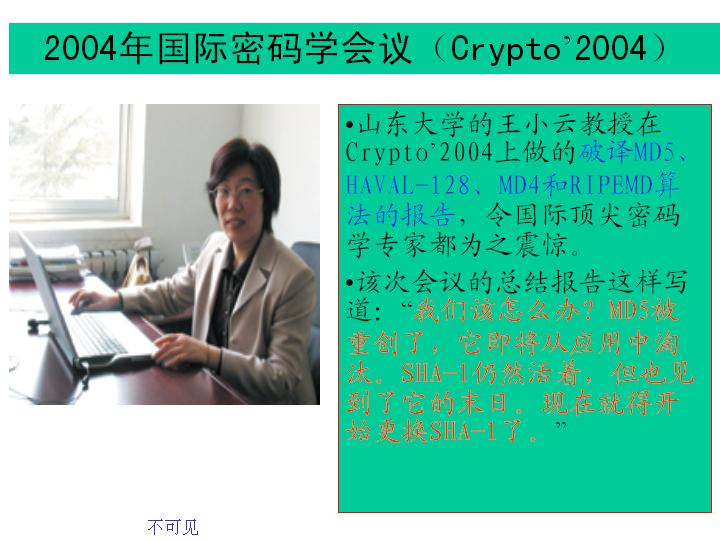 2004年国际密码学会议（Crypto’2004）
•山东大学的王小云教授在
Crypto’2004上做的破译MD5、
HAVAL-128、MD4和RIPEMD算
法的报告，令国际顶尖密码
学专家都为之震惊。
•该次会议的总结报告这样写
道：“我们该怎么办？MD5被
重创了，它即将从应用中淘
汰。SHA-1仍然活着，但也见
到了它的末日。现在就得开
始更换SHA-1了。”
不可见